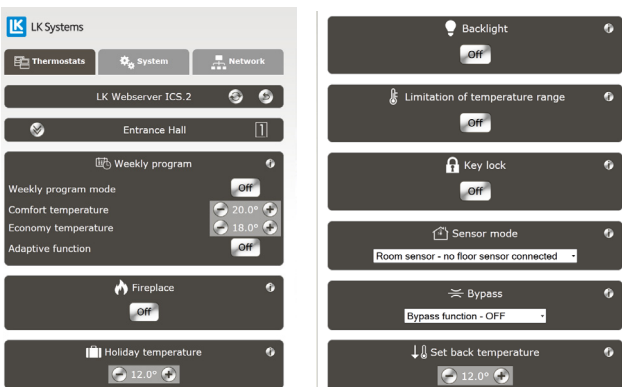 LK LK Systems
Thermostats System Network
LK Webserver ICS.2
Entrance Hall 1
Weekly program
Weekly program mode Off
Comfort temperature 20.0°
Economy temperature 18.0°
Adaptive function Off
Fireplace
Off
Holiday temperature
12.0°
Backlight
Off
Limitation of temperature range
Off
Key lock
Off
Sensor mode
Room sensor - no floor sensor connected
Bypass
Bypass function - OFF
Set back temperature
12.0°